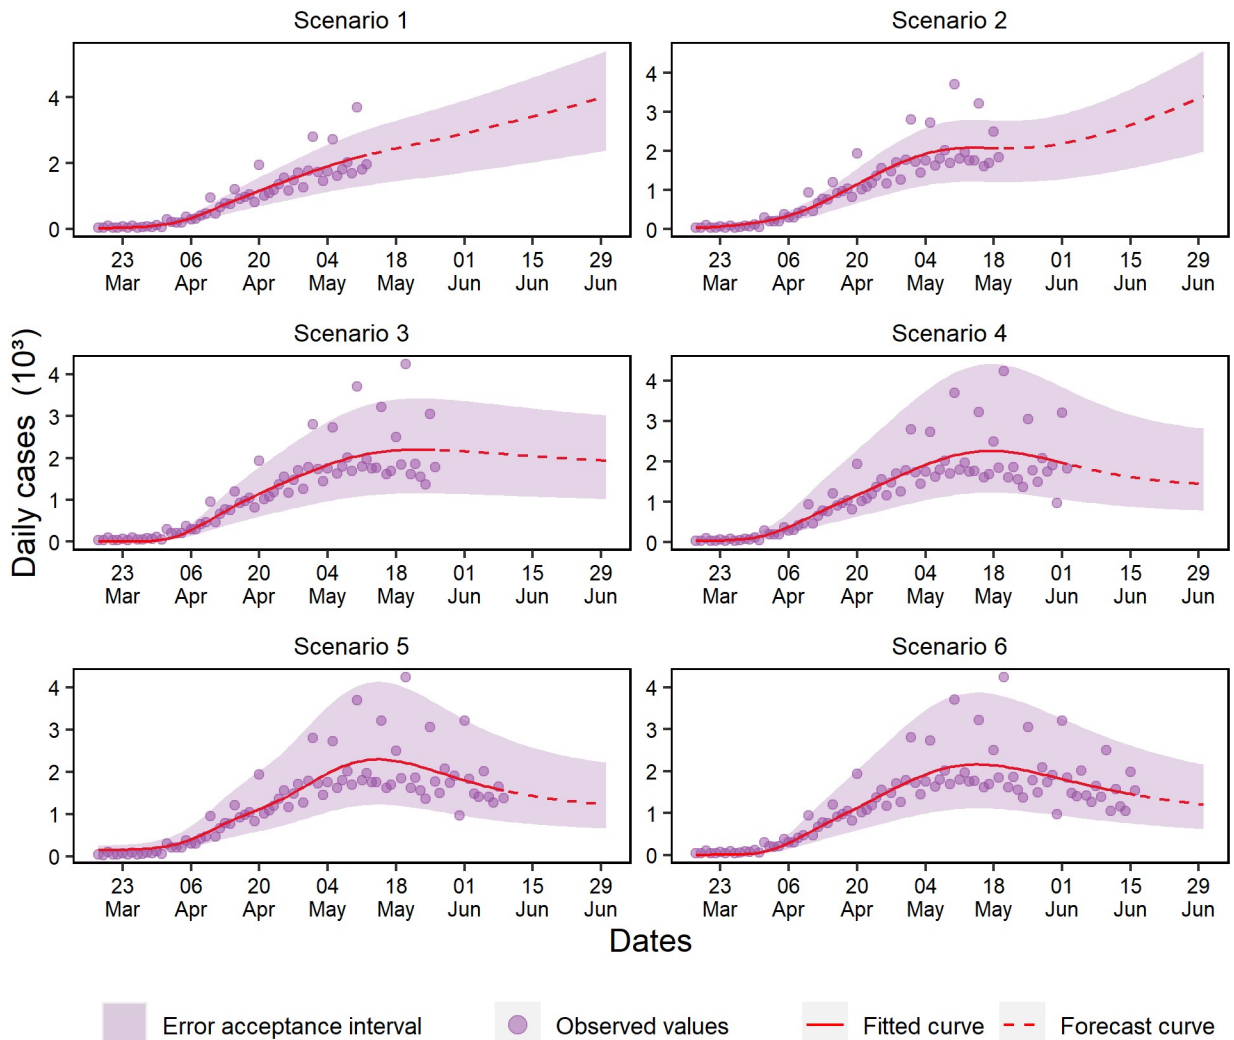 Scenario 1
Scenario 2
4
2
0
4
3
2
1
0
23 06 20 04 18 01 15 29
Mar Apr Apr May May Jun Jun Jun
23 06 20 04 18 01 15 29
Mar Apr Apr May May Jun Jun Jun
Daily cases (10³)
Scenario 3
Scenario 4
4
3
2
1
0
4
3
2
1
0
23 06 20 04 18 01 15 29
Mar Apr Apr May May Jun Jun Jun
23 06 20 04 18 01 15 29
Mar Apr Apr May May Jun Jun Jun
Scenario 5
Scenario 6
4
3
2
1
0
4
3
2
1
0
23 06 20 04 18 01 15 29
Mar Apr Apr May May Jun Jun Jun
23 06 20 04 18 01 15 29
Mar Apr Apr May May Jun Jun Jun
Dates
Error acceptance interval
Observed values
Fitted curve
Forecast curve